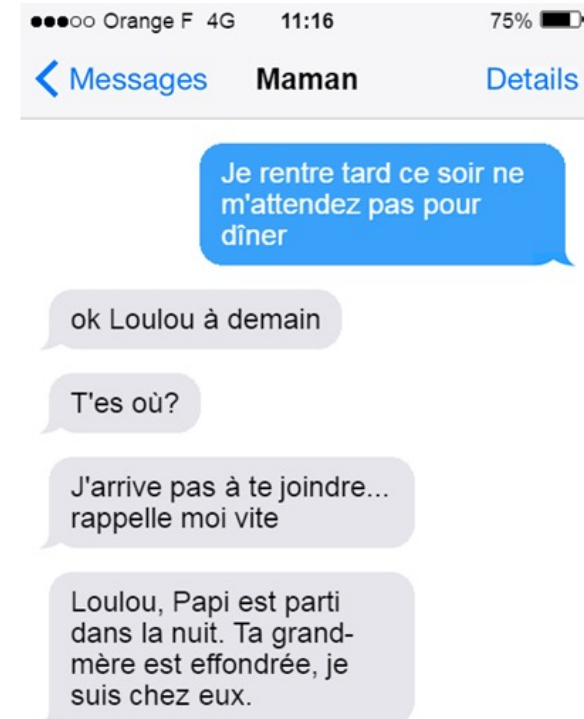 Orange F 4G 11:16 75%
Messages Maman Details
Je rentre tard ce soir ne
m'attendez pas pour
dîner
ok Loulou à demain
T'es où?
J'arrive pas à te joindre...
rappelle moi vite
Loulou, Papi est parti
dans la nuit. Ta grand-
mère est effondrée, je
suis chez eux.